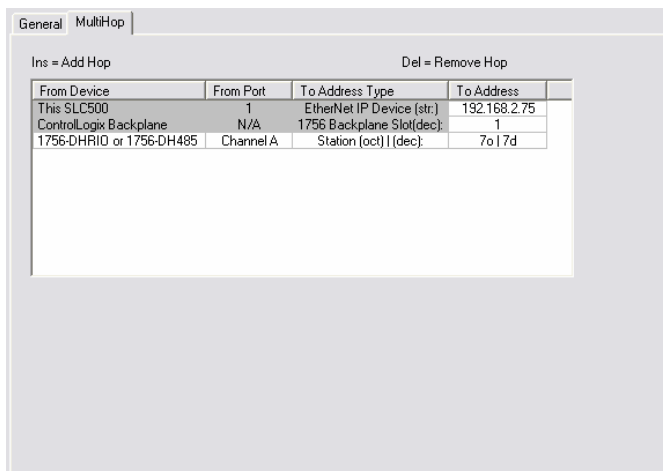 General MultiHop
Ins = Add Hop Del = Remove Hop
From Device From Port To Address Type To Address
This SLC500 1 EtherNet IP Device (str:) 192.168.2.75
ControlLogix Backplane N/A 1756 Backplane Slot(dec): 1
1756-DHRIO or 1756-DH485 Channel A Station (oct) | (dec): 7o | 7d